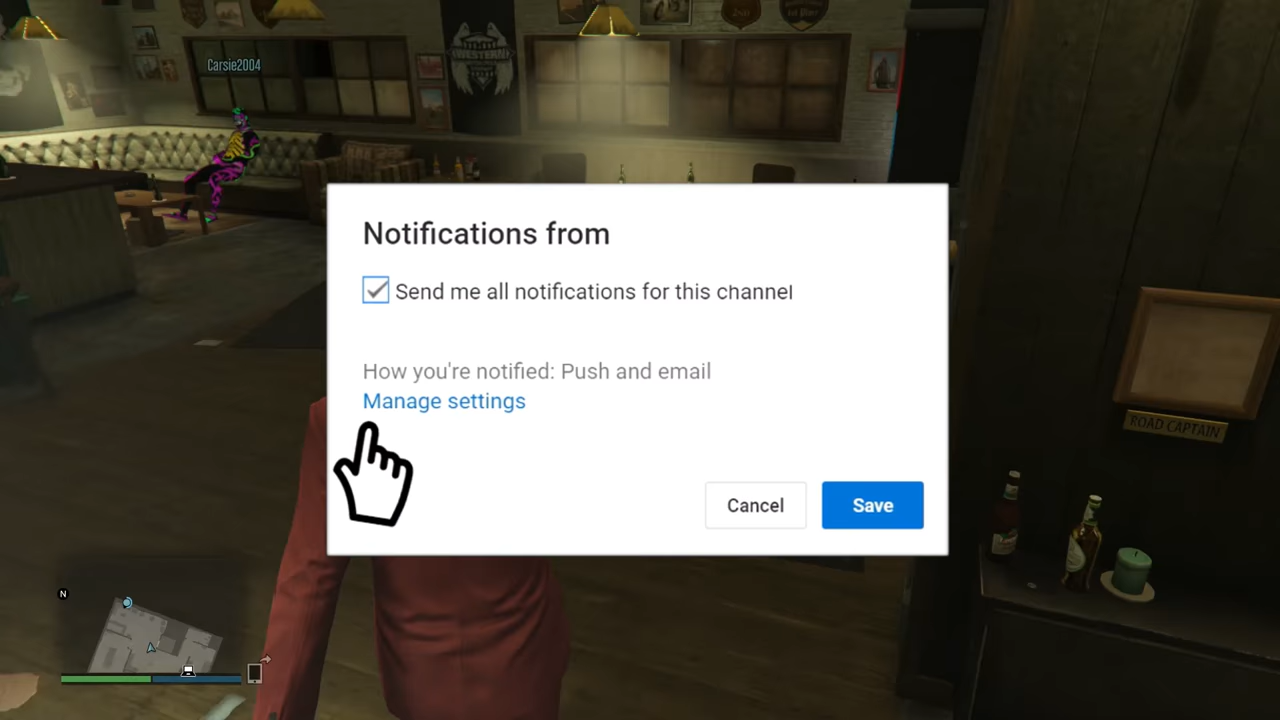 Carsie2004
WESTERN
Notifications from
Send me all notifications for this channel
How you're notified: Push and email
Manage settings
ROAD CAPTAIN
Cancel
Save
N